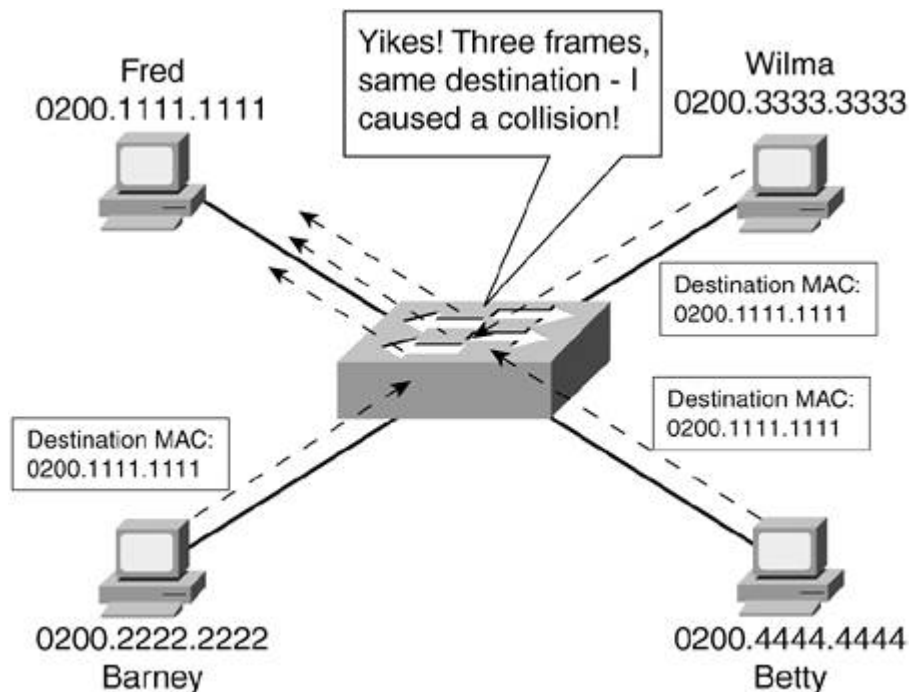 Fred
0200.1111.1111
Yikes! Three frames,
same destination - I
caused a collision!
Wilma
0200.3333.3333
Destination MAC:
0200.1111.1111
Destination MAC:
0200.1111.1111
Destination MAC:
0200.1111.1111
0200.2222.2222
Barney
0200.4444.4444
Betty